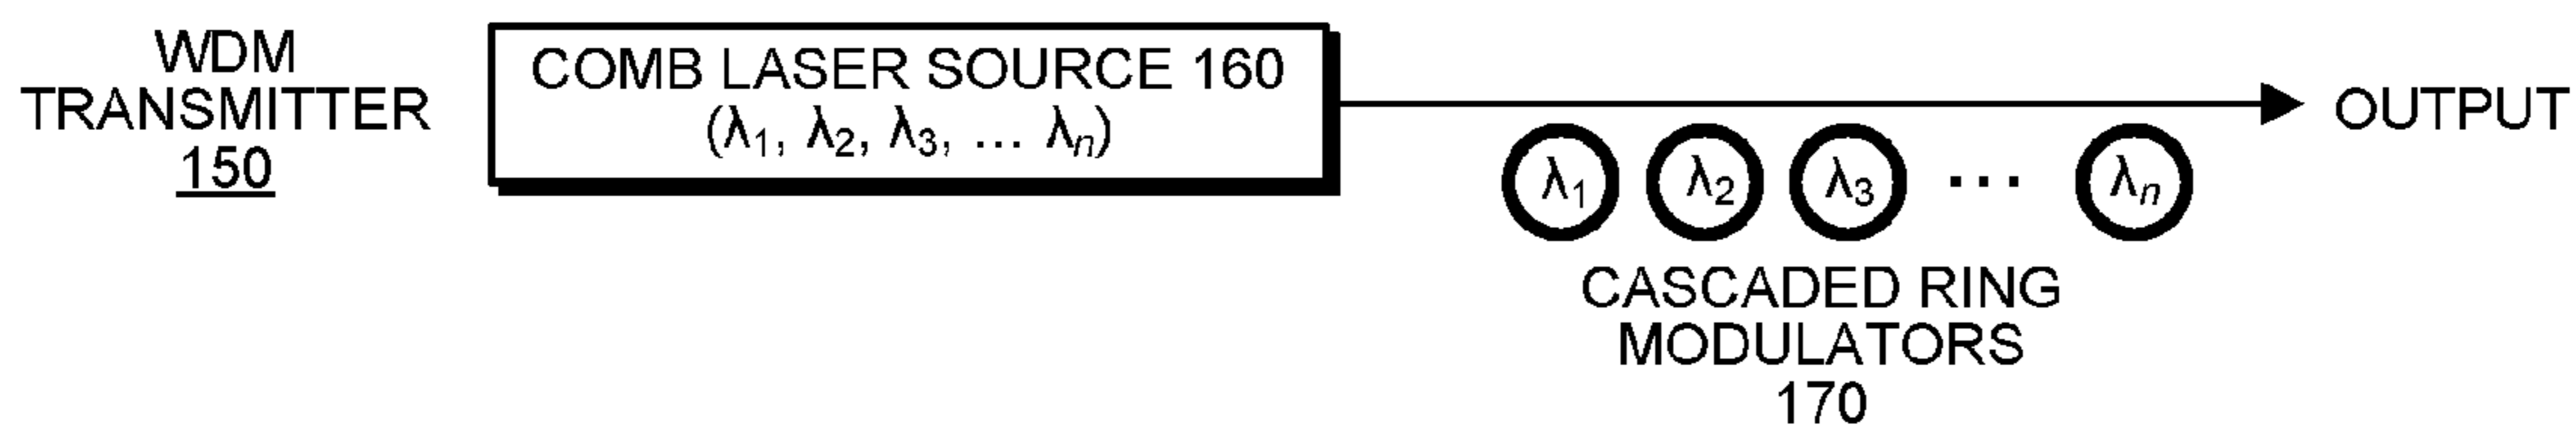 WDM
TRANSMITTER
150
COMB LASER SOURCE 160
(λ1, λ2, λ3, ... λn)
OUTPUT
λ1 λ2 λ3 ... λn
CASCADED RING
MODULATORS
170